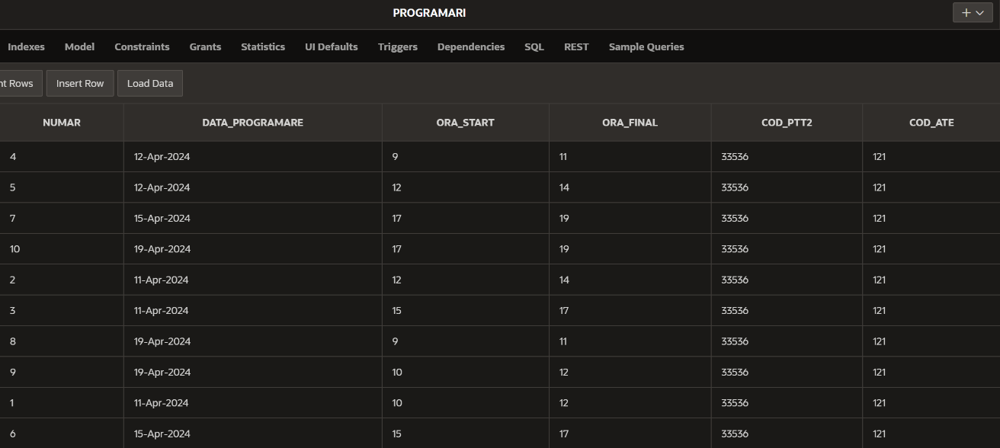 PROGRAMARI
Indexes Model Constraints Grants Statistics UI Defaults Triggers Dependencies SQL REST Sample Queries
nt Rows Insert Row Load Data
NUMAR DATA_PROGRAMARE ORA_START ORA_FINAL COD_PTT2 COD_ATE
4 12-Apr-2024 9 11 33536 121
5 12-Apr-2024 12 14 33536 121
7 15-Apr-2024 17 19 33536 121
10 19-Apr-2024 17 19 33536 121
2 11-Apr-2024 12 14 33536 121
3 11-Apr-2024 15 17 33536 121
8 19-Apr-2024 9 11 33536 121
9 19-Apr-2024 10 12 33536 121
1 11-Apr-2024 10 12 33536 121
6 15-Apr-2024 15 17 33536 121